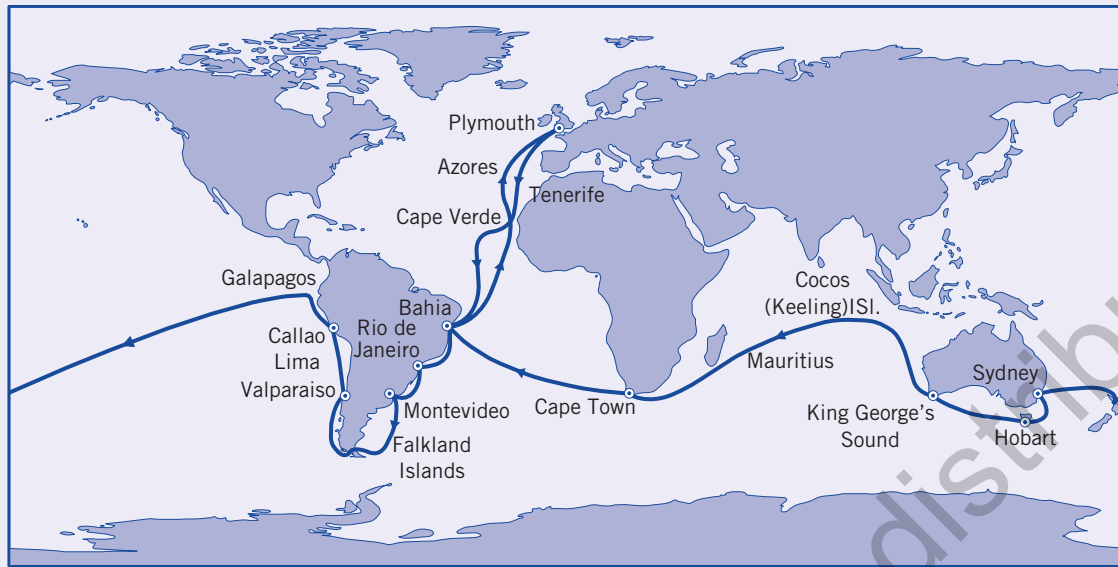 Plymouth
Azores
Tenerife
Cape Verde
Galapagos
Bahia
Rio de
Janeiro
Callao
Lima
Valparaiso
Montevideo
Falkland
Islands
Cape Town
Mauritius
Cocos
(Keeling)ISI.
Sydney
King George's
Sound
Hobart
distribu